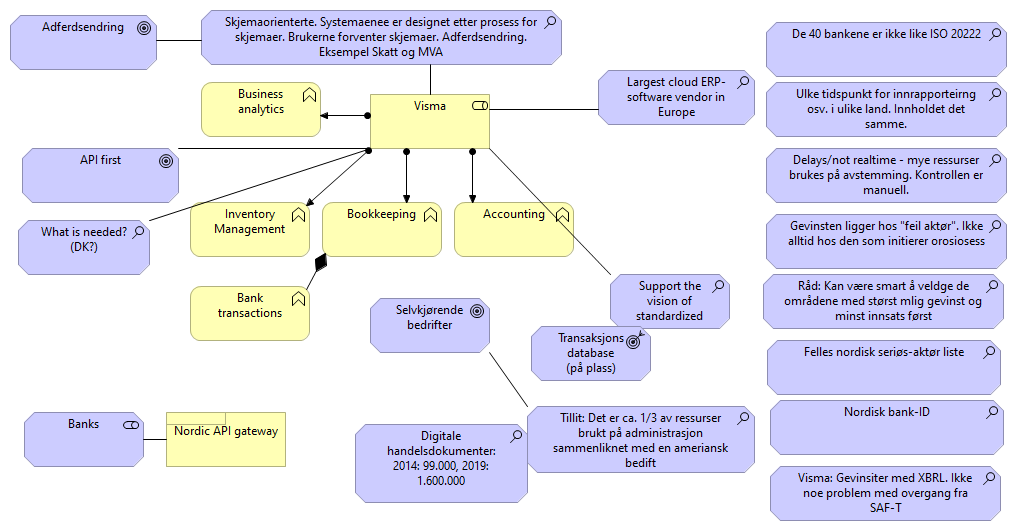 Adferdsendring
Skjemaorienterte. Systemaenee er designet etter prosess for
skjemaer. Brukerne forventer skjemaer. Adferdsendring.
Eksempel Skatt og MVA
De 40 bankene er ikke like ISO 20222
Business
analytics
Visma
Largest cloud ERP-
software vendor in
Europe
Ulke tidspunkt for innrapporteirng
osv. i ulike land. Innholdet det
samme.
API first
Delays/not realtime - mye ressurser
brukes på avstemming. Kontrollen er
manuell.
What is needed?
(DK?)
Inventory
Management
Bookkeeping
Accounting
Gevinsten ligger hos "feil aktør". Ikke
alltid hos den som initierer orosiosess
Bank
transactions
Support the
vision of
standardized
Råd: Kan være smart å veldge de
områdene med størst mlig gevinst og
minst innsats først
Selvkjørende
bedrifter
Transaksjons
database
(på plass)
Felles nordisk seriøs-aktør liste
Banks
Nordic API gateway
Digitale
handelsdokumenter:
2014: 99.000, 2019:
1.600.000
Tillit: Det er ca. 1/3 av ressurser
brukt på administrasjon
sammenliknet med en ameriansk
bedift
Nordisk bank-ID
Visma: Gevinsiter med XBRL. Ikke
noe problem med overgang fra
SAF-T